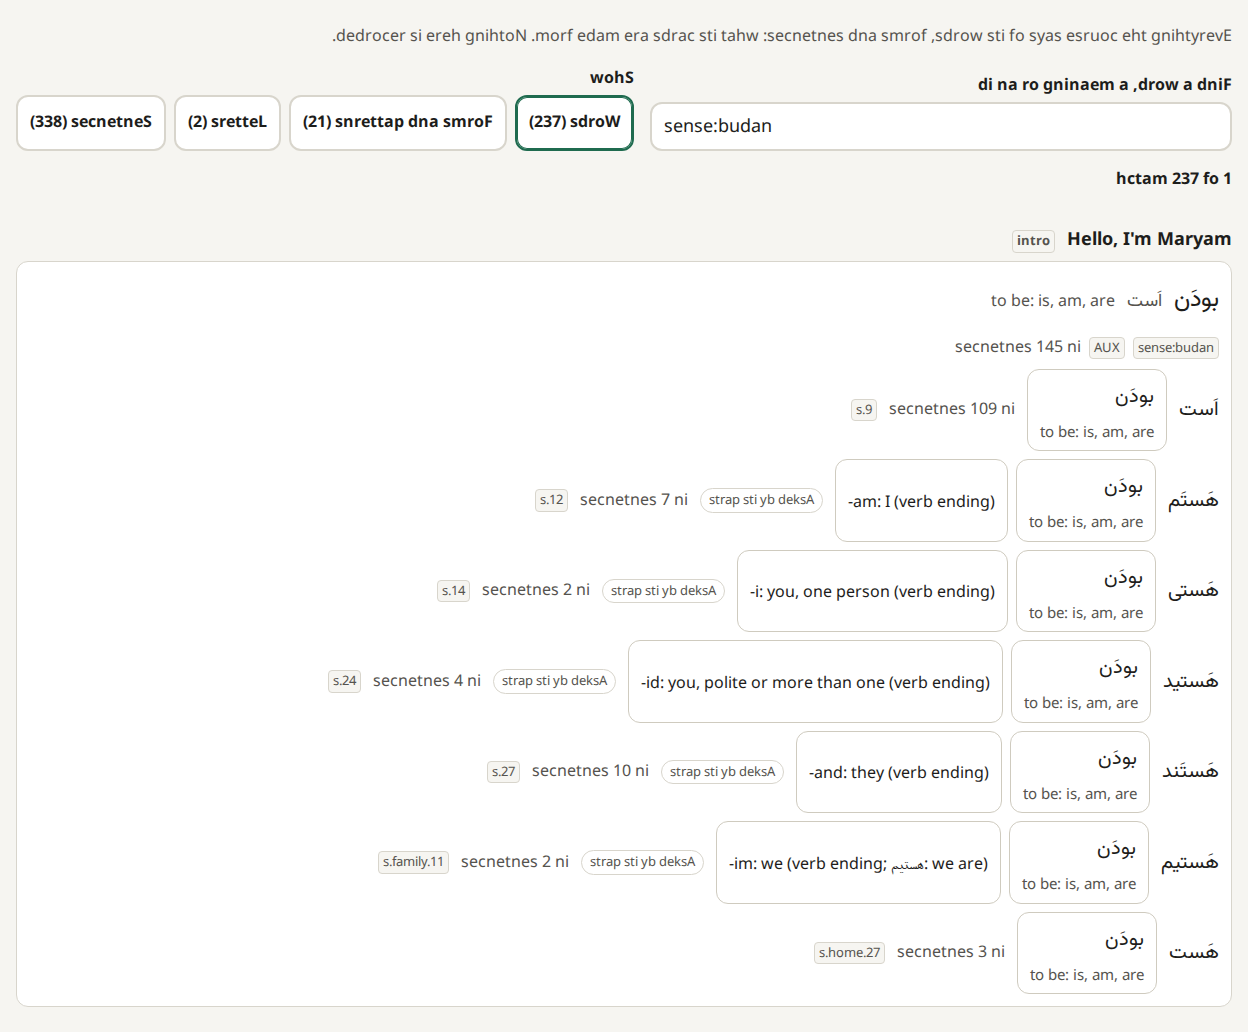 .dedrocer si ereh gnihtoN .morf edam era sdrac sti tahw :secnetnes dna smrof ,sdrow sti fo syas esruoc eht gnihtyrevE
di na ro gninaem a ,drow a dniF
sense:budan
wohS
(237) sdroW
(21) snrettap dna smroF
(2) sretteL
(338) secnetneS
hctam 237 fo 1
Hello, I'm Maryam intro
بودَن اَست to be: is, am, are
sense:budan AUX secnetnes 145 ni
اَست بودَن to be: is, am, are secnetnes 109 ni s.9
هَستَم بودَن to be: is, am, are -am: I (verb ending) strap sti yb deksA secnetnes 7 ni s.12
هَستی بودَن to be: is, am, are -i: you, one person (verb ending) strap sti yb deksA secnetnes 2 ni s.14
هَستید بودَن to be: is, am, are -id: you, polite or more than one (verb ending) strap sti yb deksA secnetnes 4 ni s.24
هَستَند بودَن to be: is, am, are -and: they (verb ending) strap sti yb deksA secnetnes 10 ni s.27
هَستیم بودَن to be: is, am, are -im: we (verb ending; هستیم: we are) strap sti yb deksA secnetnes 2 ni s.family.11
هَست بودَن to be: is, am, are secnetnes 3 ni s.home.27